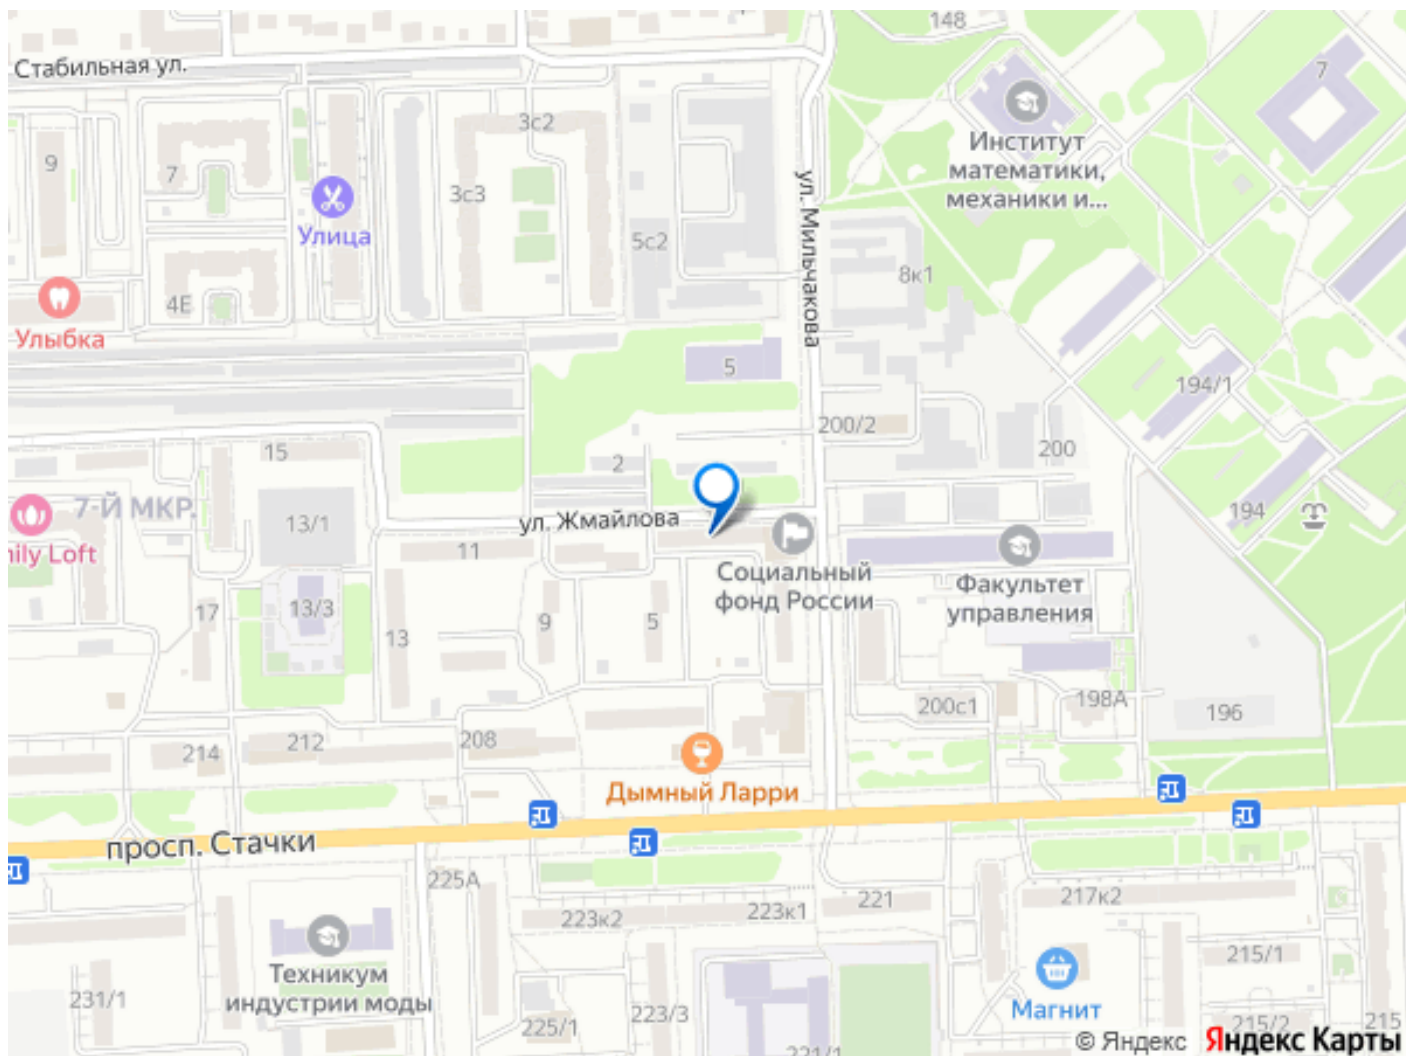 148
Стабильная ул.
7
3с2
Институт
математики,
механики и...
9
7
3с3
ул. Мильчакова
Улица
5с2
8к1
4Е
Улыбка
5
194/1
200/2
15
2
200
7-Й МКР.
13/1
ул. Жмайлова
194
nily Loft
11
Социальный
фонд России
Факультет
управления
17
13/3
9
5
13
200с1
198А
196
214
212
208
Дымный Ларри
просп. Стачки
225А
223к2
223к1
221
217к2
Техникум
индустрии моды
215/1
231/1
225/1
223/3
Магнит
221/1
215/2
215
© Яндекс Яндекс Карты